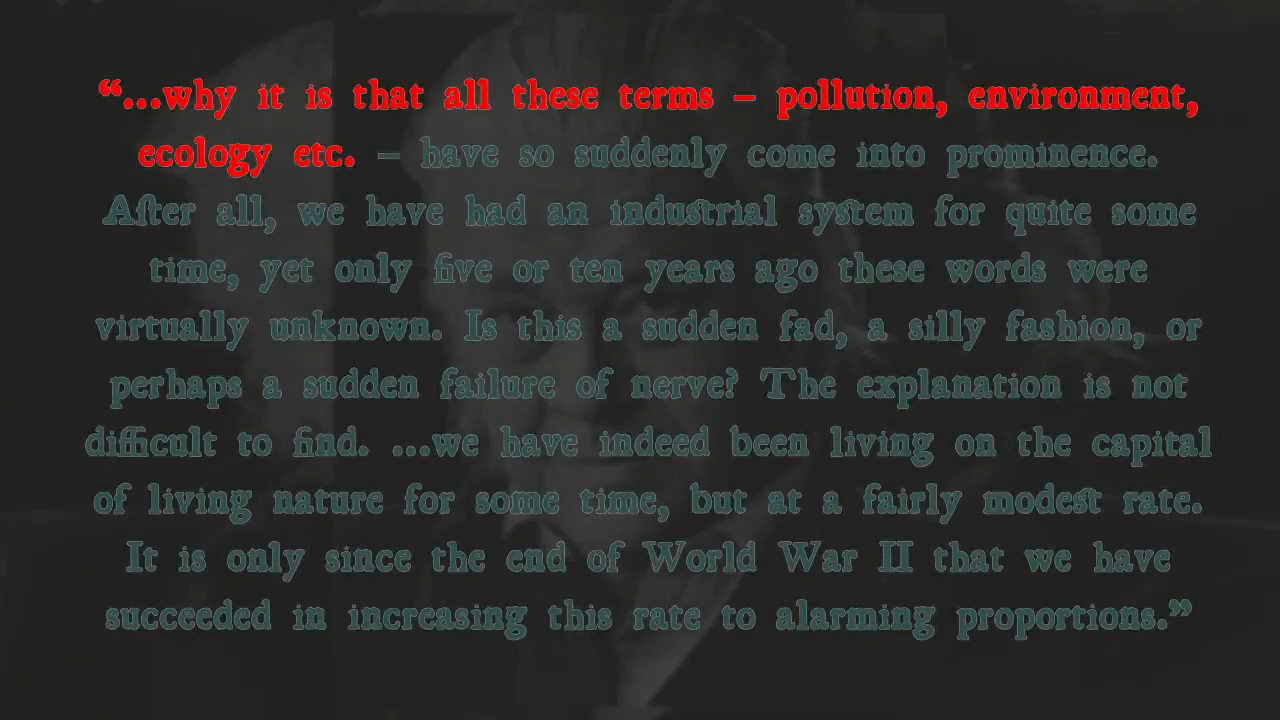 “...why it is that all these terms – pollution, environment,
ecology etc. – have so suddenly come into prominence.
After all, we have had an industrial system for quite some
time, yet only five or ten years ago these words were
virtually unknown. Is this a sudden fad, a silly fashion, or
perhaps a sudden failure of nerve? The explanation is not
difficult to find. ...we have indeed been living on the capital
of living nature for some time, but at a fairly modest rate.
It is only since the end of World War II that we have
succeeded in increasing this rate to alarming proportions.”